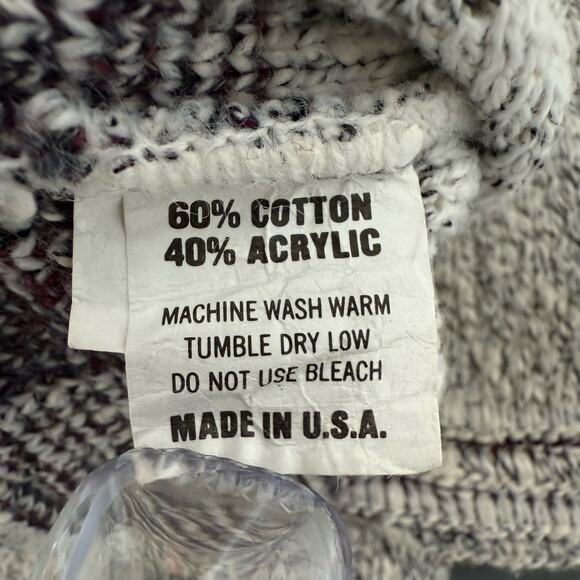 60% COTTON
40% ACRYLIC
MACHINE WASH WARM
TUMBLE DRY LOW
DO NOT USE BLEACH
MADE IN U.S.A.